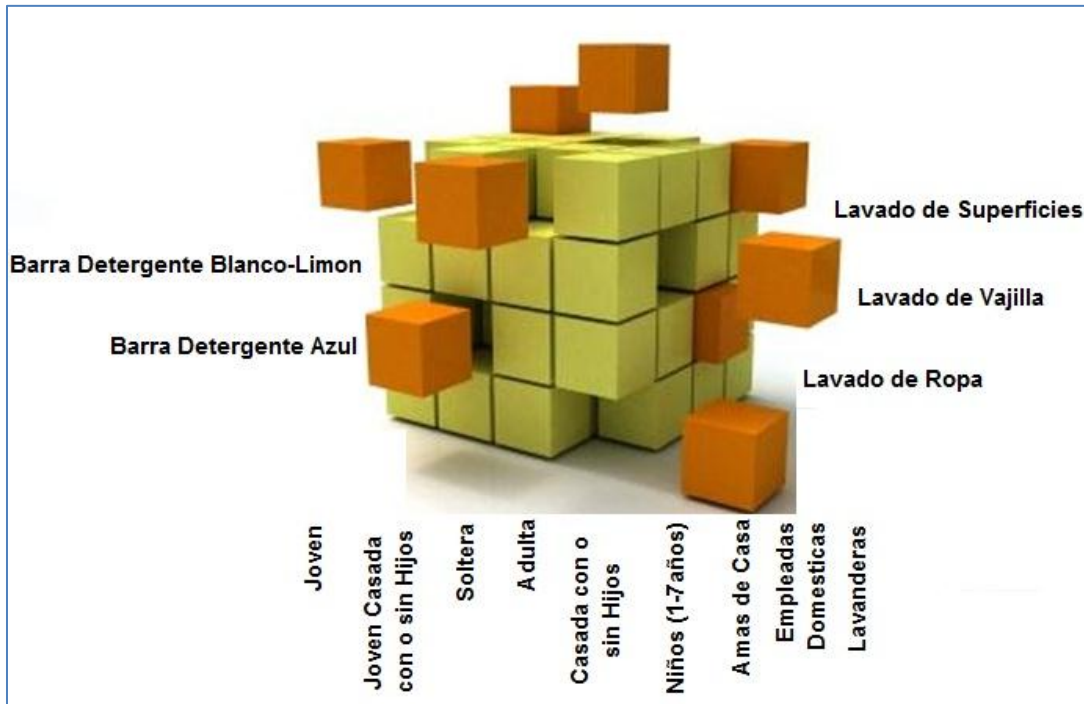 Lavado de Superficies
Barra Detergente Blanco-Limon
Lavado de Vajilla
Barra Detergente Azul
Lavado de Ropa
Joven
Joven Casada
con o sin Hijos
Soltera
Adulta
Casada con o
sin Hijos
Niños (1-7años)
Amas de Casa
Empleadas
Domesticas
Lavanderas